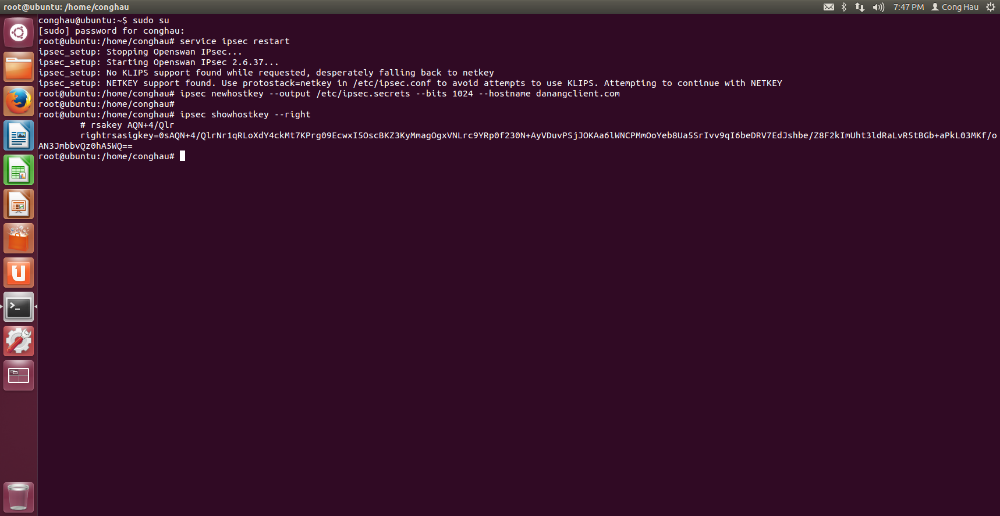 root@ubuntu: /home/conghau
7:47 PM Cong Hau
conghau@ubuntu:~$ sudo su
[sudo] password for conghau:
root@ubuntu:/home/conghau# service ipsec restart
ipsec_setup: Stopping Openswan IPsec...
ipsec_setup: Starting Openswan IPsec 2.6.37...
ipsec_setup: No KLIPS support found while requested, desperately falling back to netkey
ipsec_setup: NETKEY support found. Use protostack=netkey in /etc/ipsec.conf to avoid attempts to use KLIPS. Attempting to continue with NETKEY
root@ubuntu:/home/conghau# ipsec newhostkey --output /etc/ipsec.secrets --bits 1024 --hostname danangclient.com
root@ubuntu:/home/conghau#
root@ubuntu:/home/conghau# ipsec showhostkey --right
# rsakey AQN+4/Qlr
rightrsasigkey=0sAQN+4/QlrNr1qRLoXdY4ckMt7KPrg09EcwxI5OscBKZ3KyMmagOgxVNLrc9YRp0f230N+AyVDuvPSjJOKAa6lWNCPMmOoYeb8Ua5SrIvv9qI6beDRV7EdJshbe/Z8F2kImUht3ldRaLvR5tBGb+aPkL03MKf/o
AN3JmbbvQz0hA5WQ==
root@ubuntu:/home/conghau#